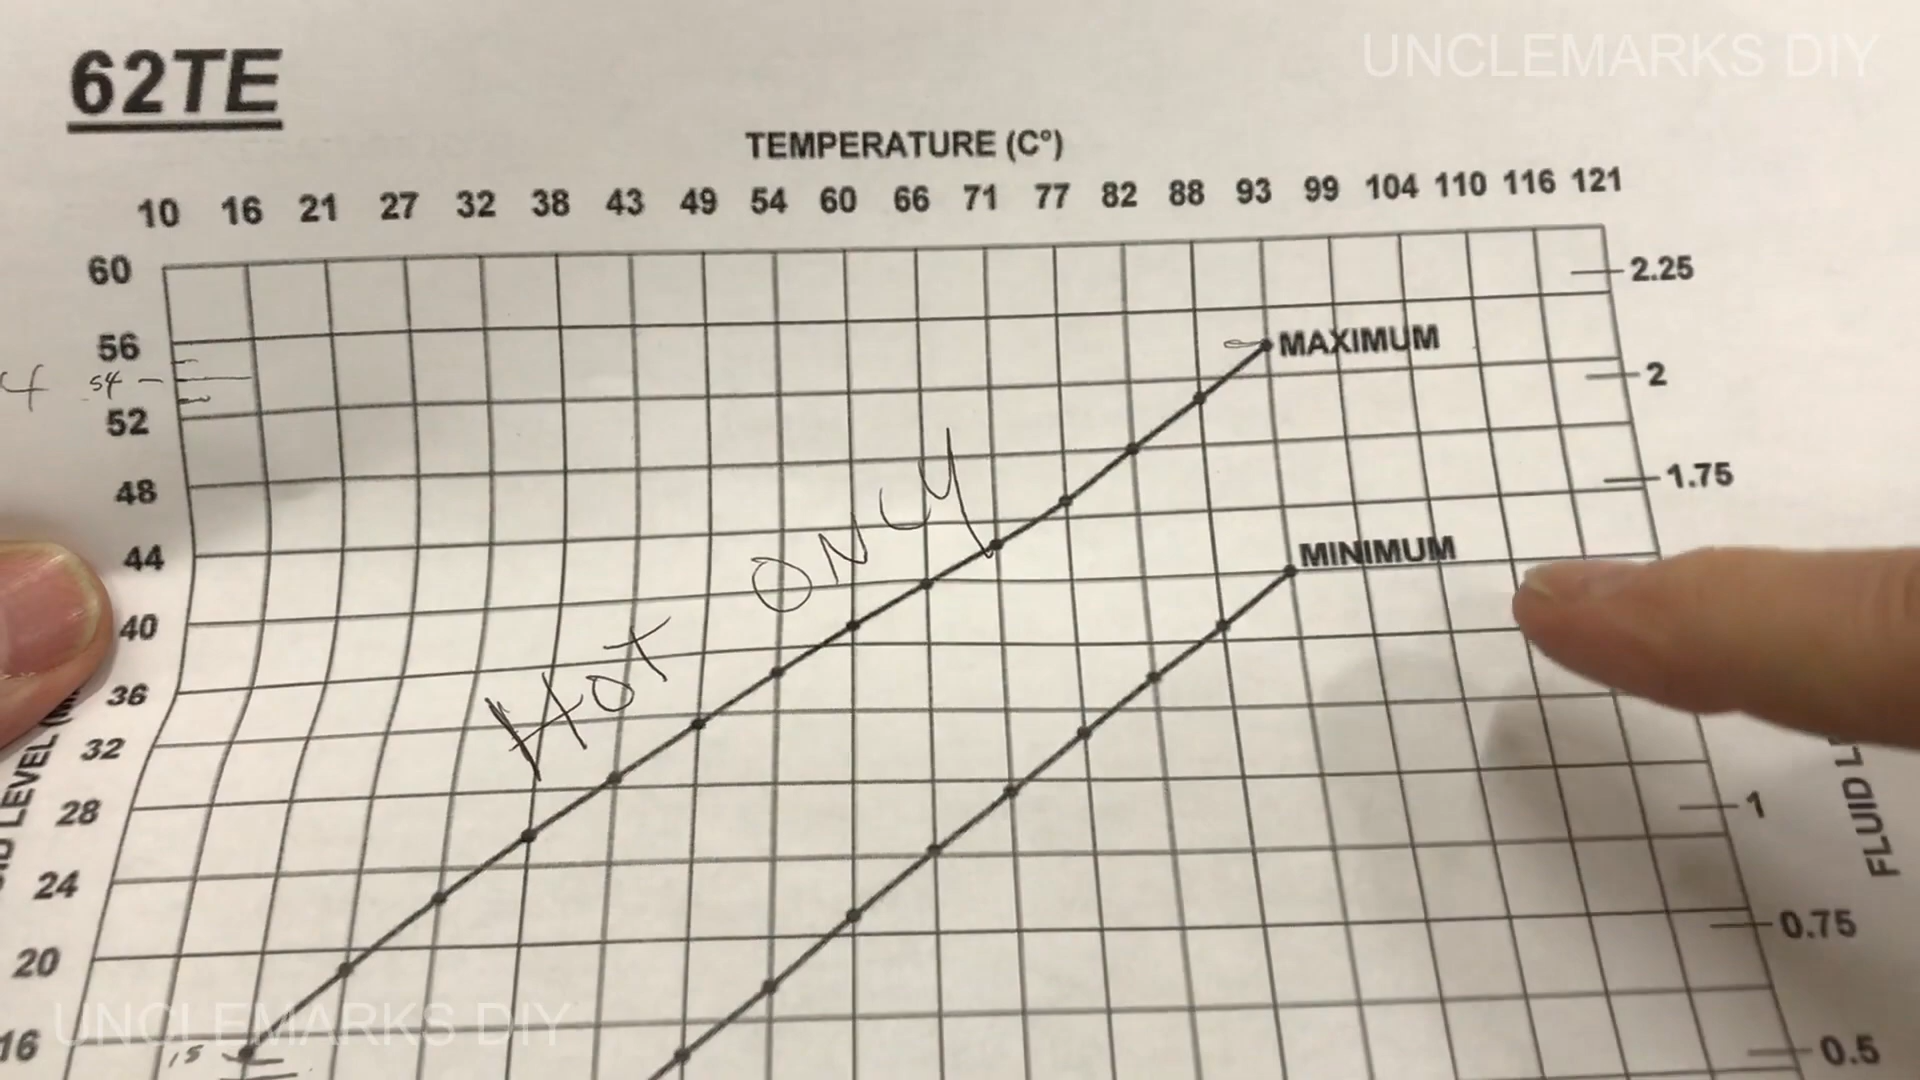 UNCLEMARKS DIY
62TE
TEMPERATURE (C°)
10 16 21 27 32 38 43 49 54 60 66 71 77 82 88 93 99 104 110 116 121
60
2.25
56
MAXIMUM
54
2
52
48
1.75
HOT ONLY
44
MINIMUM
40
36
32
28
1
24
FLUID
20
0.75
UNCLEMARKS DIY
16
15
0.5
LEVEL